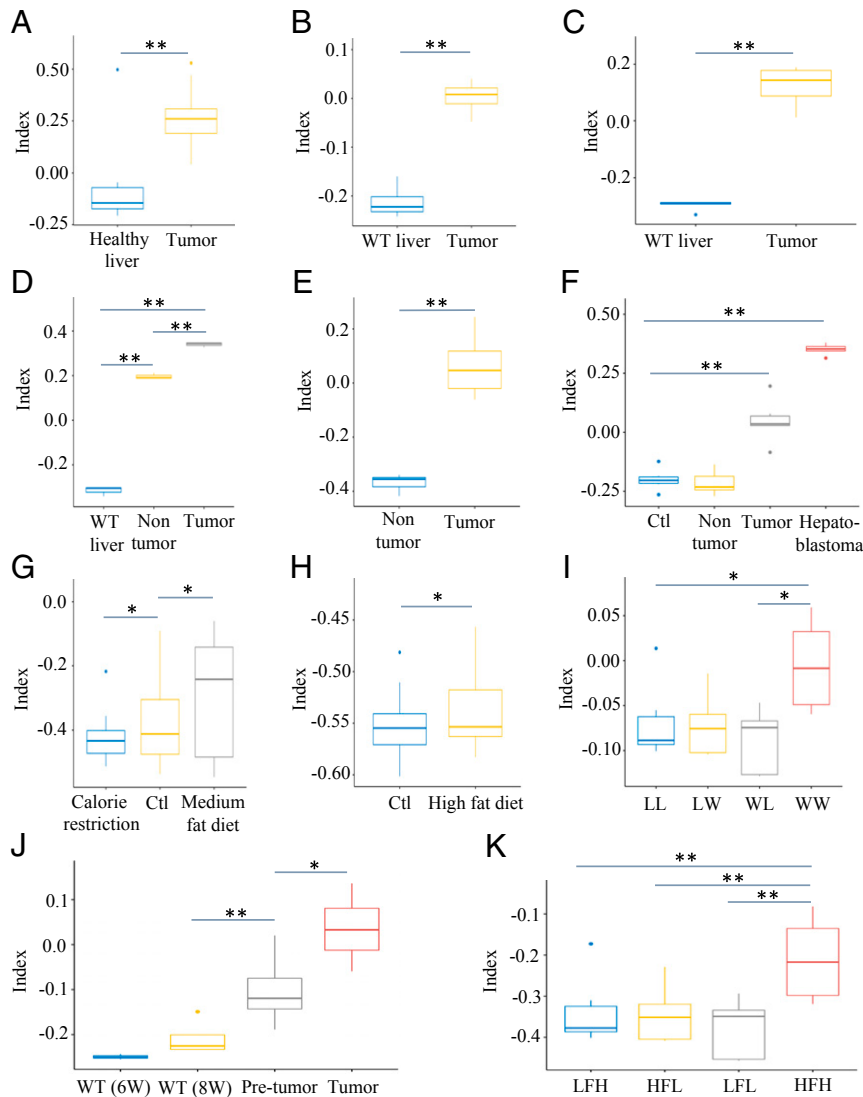 A
Index
0.50
0.25
0.00
-0.25
**
Healthy liver
Tumor
B
Index
0.1
0.0
-0.1
-0.2
**
WT liver
Tumor
C
Index
0.2
0.0
-0.2
**
WT liver
Tumor
D
Index
0.4
0.2
0.0
-0.2
**
**
**
WT liver
Non tumor
Tumor
E
Index
0.2
0.0
-0.2
-0.4
**
Non tumor
Tumor
F
Index
0.50
0.25
0.00
-0.25
**
**
Ctl
Non tumor
Tumor
Hepato-
blastoma
G
Index
0.0
-0.2
-0.4
*
*
Calorie restriction
Ctl
Medium fat diet
H
Index
-0.45
-0.50
-0.55
-0.60
*
Ctl
High fat diet
I
Index
0.05
0.00
-0.05
-0.10
*
*
LL
LW
WL
WW
J
Index
0.1
0.0
-0.1
-0.2
**
*
WT (6W)
WT (8W)
Pre-tumor
Tumor
K
Index
-0.1
-0.2
-0.3
-0.4
**
**
**
LFH
HFL
LFL
HFH